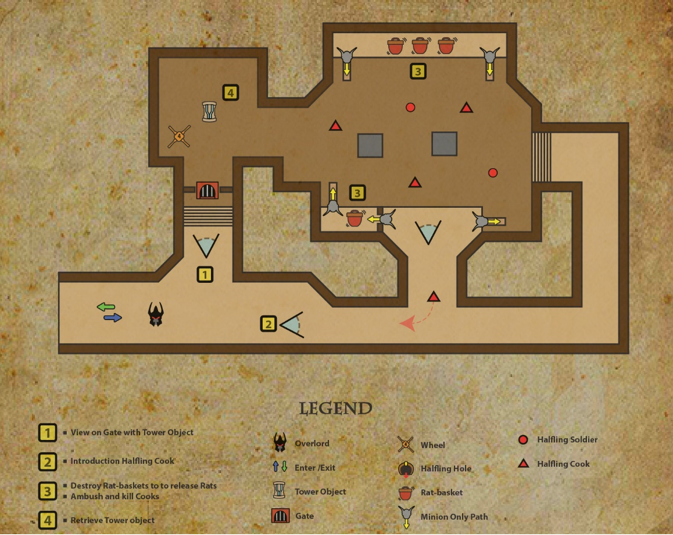 4
3
4
3
1
2
LEGEND
1 View on Gate with Tower Object
2 Introduction Halfling Cook
3 Destroy Rat-baskets to to release Rats
Ambush and kill Cooks
4 Retrieve Tower object
Overlord
Enter /Exit
Tower Object
Gate
Wheel
Halfling Hole
Rat-basket
Minion Only Path
Halfling Soldier
Halfling Cook